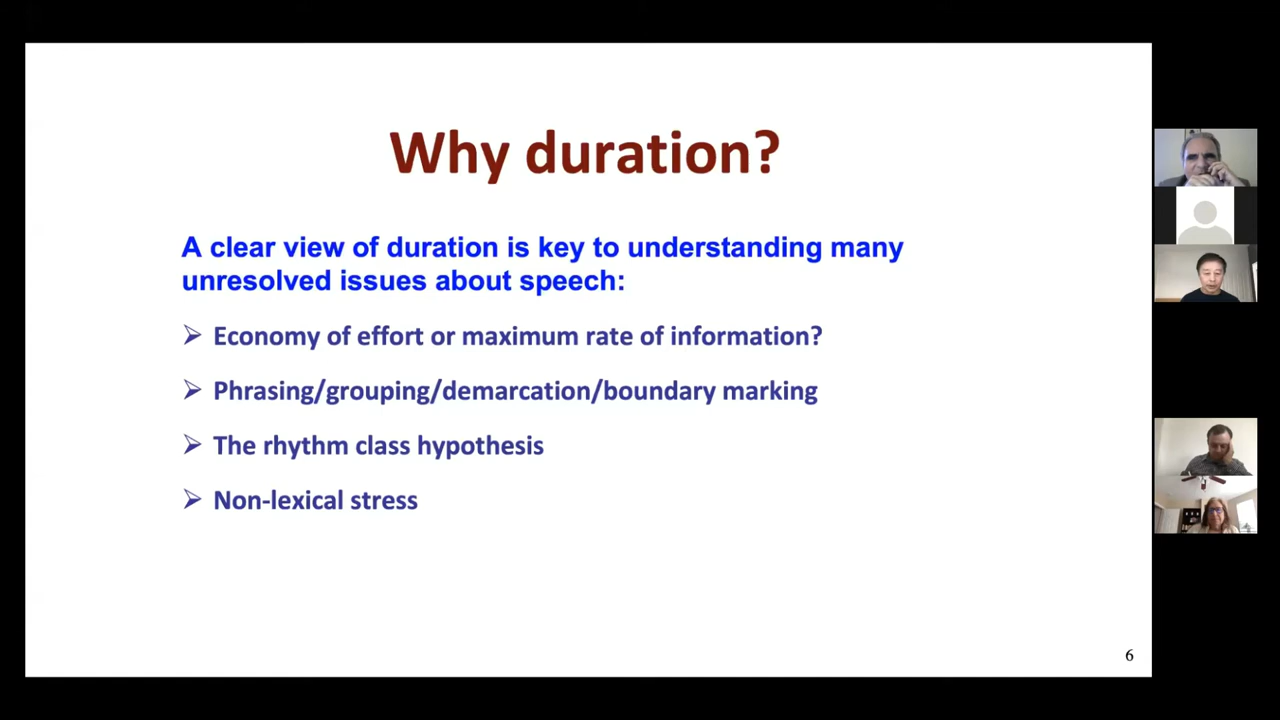 Why duration?
A clear view of duration is key to understanding many
unresolved issues about speech:
➢ Economy of effort or maximum rate of information?
➢ Phrasing/grouping/demarcation/boundary marking
➢ The rhythm class hypothesis
➢ Non-lexical stress
6